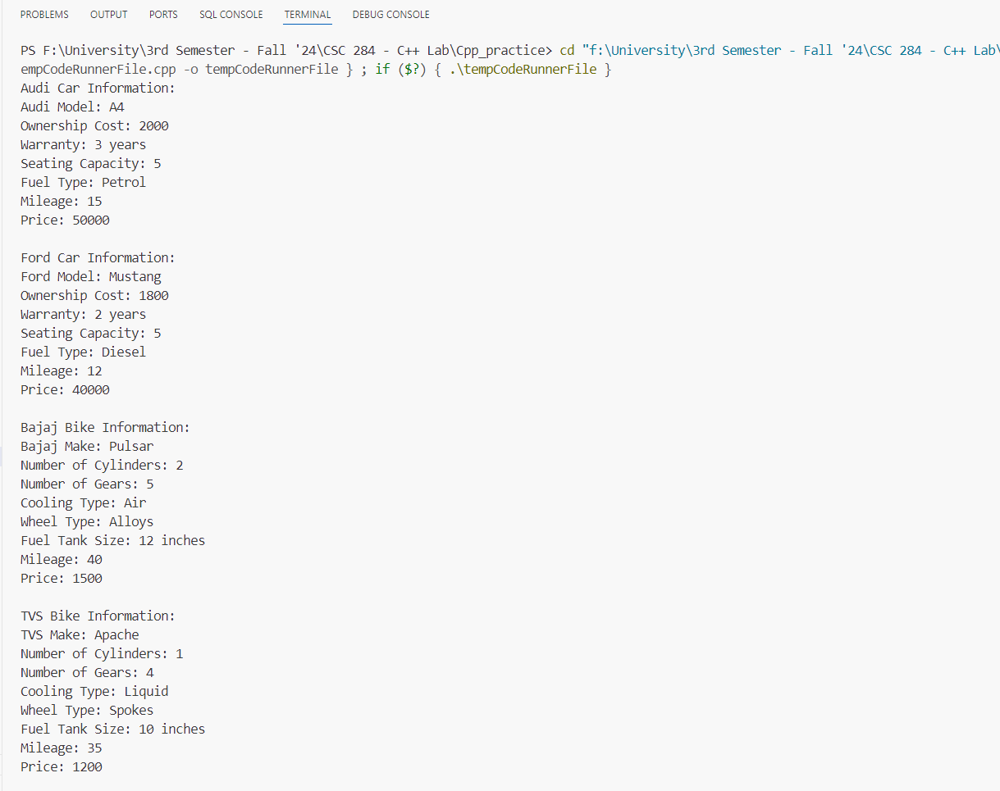 PROBLEMS OUTPUT PORTS SQL CONSOLE TERMINAL DEBUG CONSOLE
PS F:\University\3rd Semester - Fall '24\CSC 284 - C++ Lab\Cpp_practice> cd "f:\University\3rd Semester - Fall '24\CSC 284 - C++ Lab\
empCodeRunnerFile.cpp -o tempCodeRunnerFile } ; if ($?) { .\tempCodeRunnerFile }
Audi Car Information:
Audi Model: A4
Ownership Cost: 2000
Warranty: 3 years
Seating Capacity: 5
Fuel Type: Petrol
Mileage: 15
Price: 50000
Ford Car Information:
Ford Model: Mustang
Ownership Cost: 1800
Warranty: 2 years
Seating Capacity: 5
Fuel Type: Diesel
Mileage: 12
Price: 40000
Bajaj Bike Information:
Bajaj Make: Pulsar
Number of Cylinders: 2
Number of Gears: 5
Cooling Type: Air
Wheel Type: Alloys
Fuel Tank Size: 12 inches
Mileage: 40
Price: 1500
TVS Bike Information:
TVS Make: Apache
Number of Cylinders: 1
Number of Gears: 4
Cooling Type: Liquid
Wheel Type: Spokes
Fuel Tank Size: 10 inches
Mileage: 35
Price: 1200